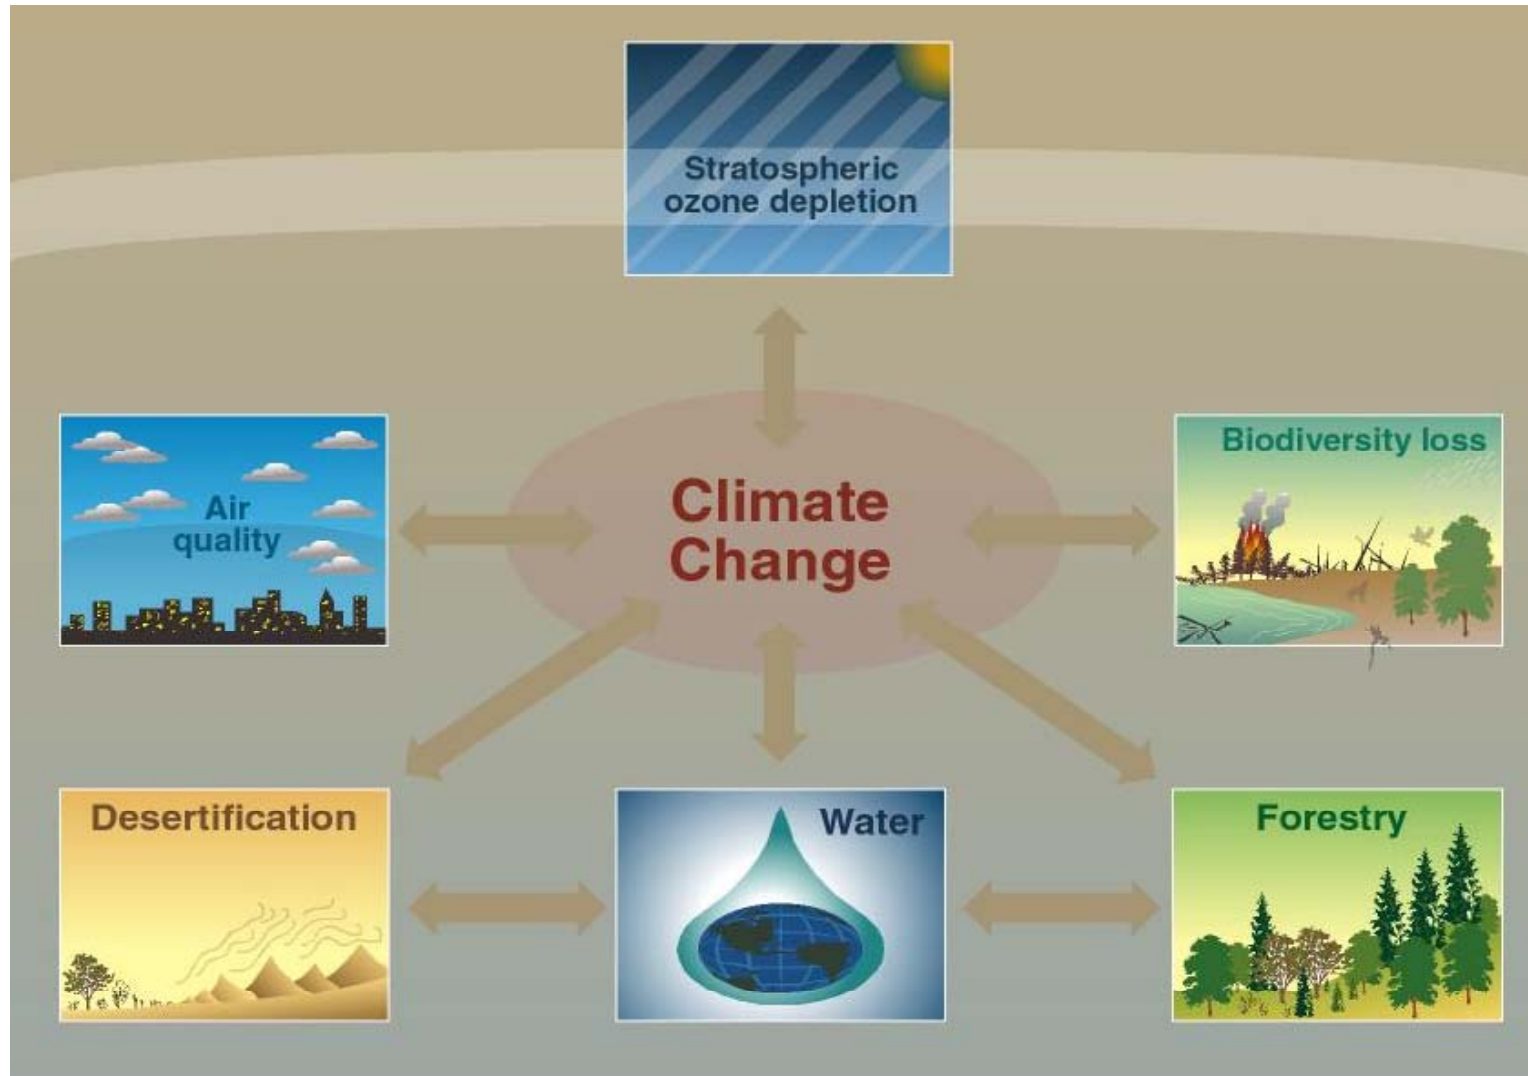 Stratospheric
ozone depletion
Air
quality
Climate
Change
Biodiversity loss
Desertification
Water
Forestry